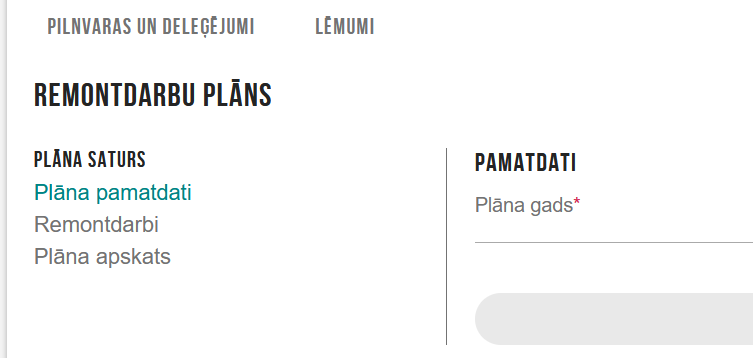 PILNVARAS UN DELEĢĒJUMI LĒMUMI
REMONTDARBU PLĀNS
PLĀNA SATURS
Plāna pamatdati
Remontdarbi
Plāna apskats
PAMATDATI
Plāna gads*